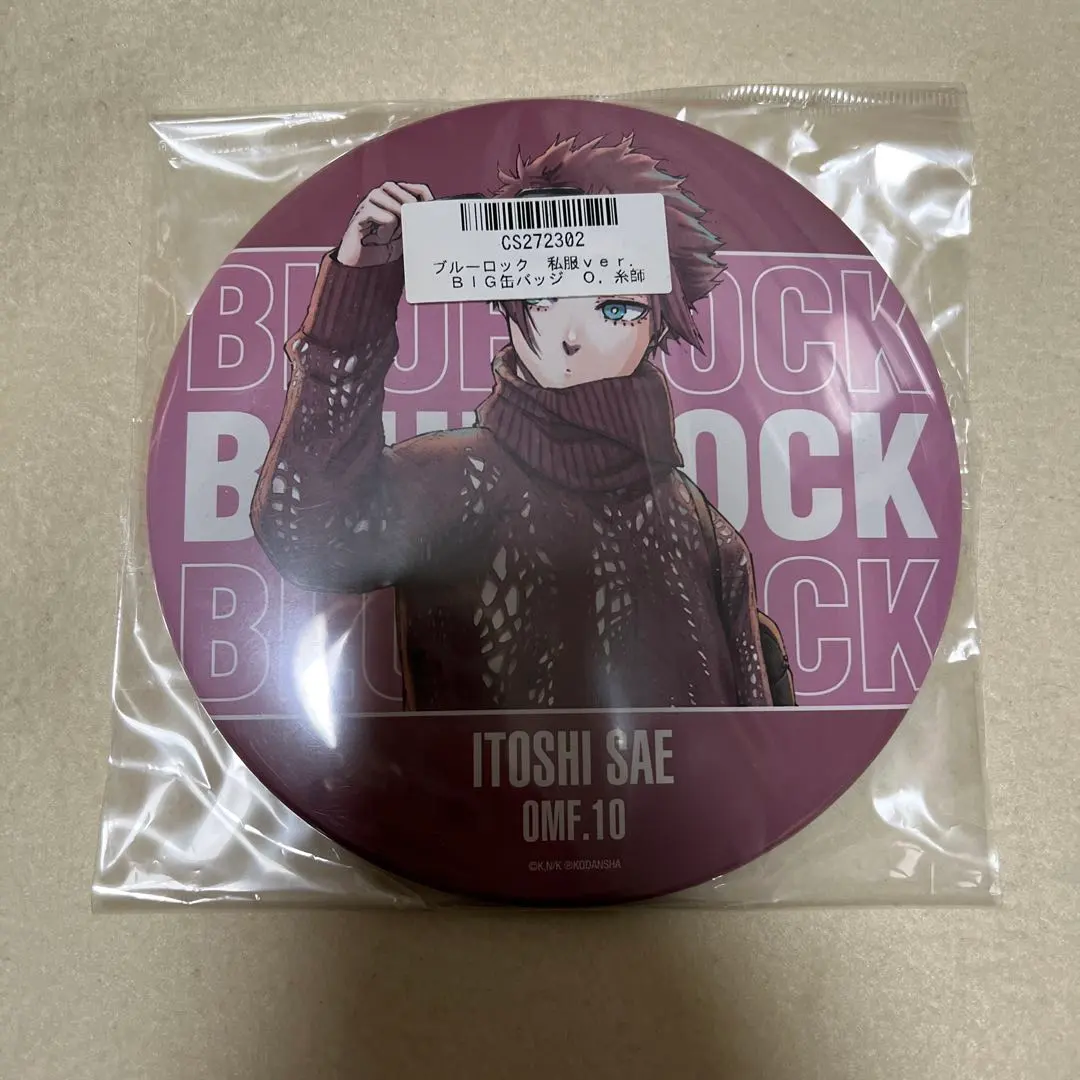 CS272302
ブルーロック 私服ver.
BIG缶バッジ O.糸師
BLUE LOCK
BLUE LOCK
BLUE LOCK
ITOSHI SAE
OMF.10
©K,N/K ℗KODANSHA